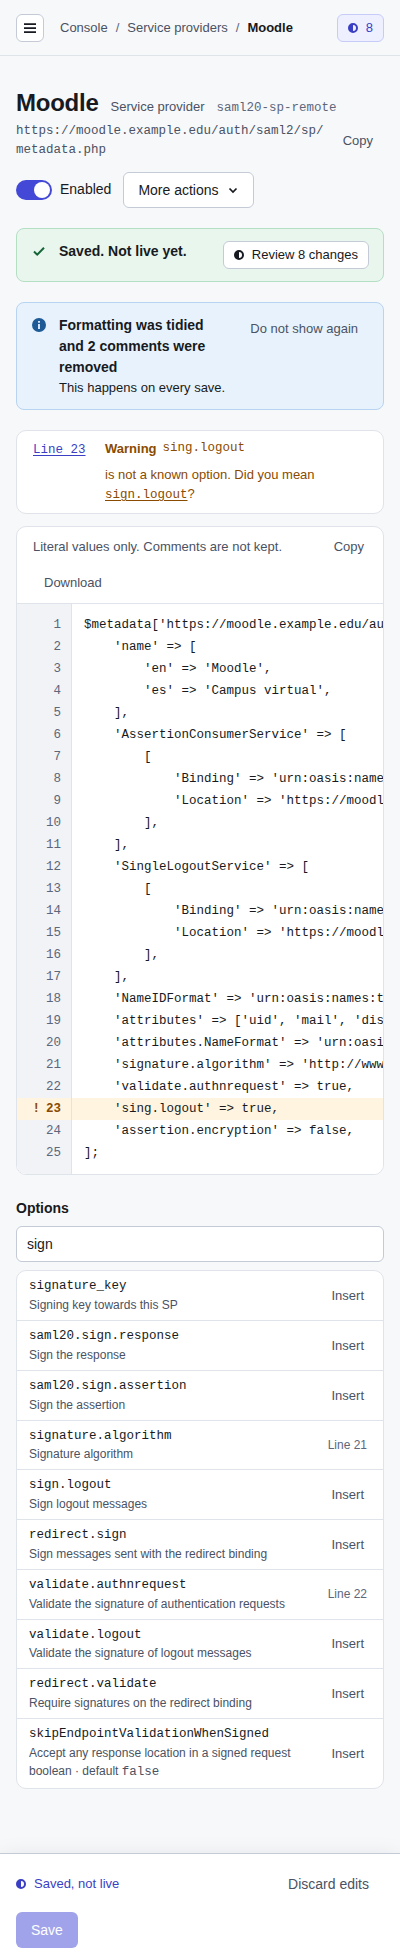 Console / Service providers / Moodle 8
Moodle Service provider saml20-sp-remote
https://moodle.example.edu/auth/saml2/sp/
metadata.php
Copy
Enabled More actions
Saved. Not live yet. Review 8 changes
Formatting was tidied
and 2 comments were
removed
Do not show again
This happens on every save.
Line 23 Warning sing.logout
is not a known option. Did you mean
sign.logout?
Literal values only. Comments are not kept. Copy
Download
1 $metadata['https://moodle.example.edu/au
2 'name' => [
3 'en' => 'Moodle',
4 'es' => 'Campus virtual',
5 ],
6 'AssertionConsumerService' => [
7 [
8 'Binding' => 'urn:oasis:name
9 'Location' => 'https://moodl
10 ],
11 ],
12 'SingleLogoutService' => [
13 [
14 'Binding' => 'urn:oasis:name
15 'Location' => 'https://moodl
16 ],
17 ],
18 'NameIDFormat' => 'urn:oasis:names:t
19 'attributes' => ['uid', 'mail', 'dis
20 'attributes.NameFormat' => 'urn:oasi
21 'signature.algorithm' => 'http://www
22 'validate.authnrequest' => true,
! 23 'sing.logout' => true,
24 'assertion.encryption' => false,
25 ];
Options
sign
signature_key
Signing key towards this SP
Insert
saml20.sign.response
Sign the response
Insert
saml20.sign.assertion
Sign the assertion
Insert
signature.algorithm
Signature algorithm
Line 21
sign.logout
Sign logout messages
Insert
redirect.sign
Sign messages sent with the redirect binding
Insert
validate.authnrequest
Validate the signature of authentication requests
Line 22
validate.logout
Validate the signature of logout messages
Insert
redirect.validate
Require signatures on the redirect binding
Insert
skipEndpointValidationWhenSigned
Accept any response location in a signed request
boolean · default false
Insert
Saved, not live Discard edits
Save